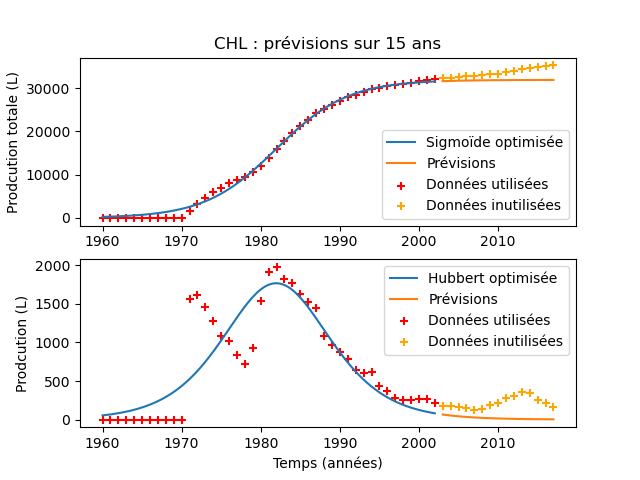 CHL : prévisions sur 15 ans
Prodcution totale (L)
30000
20000
10000
0
Sigmoïde optimisée
Prévisions
Données utilisées
Données inutilisées
1960 1970 1980 1990 2000 2010
Prodcution (L)
2000
1500
1000
500
0
Hubbert optimisée
Prévisions
Données utilisées
Données inutilisées
1960 1970 1980 1990 2000 2010
Temps (années)